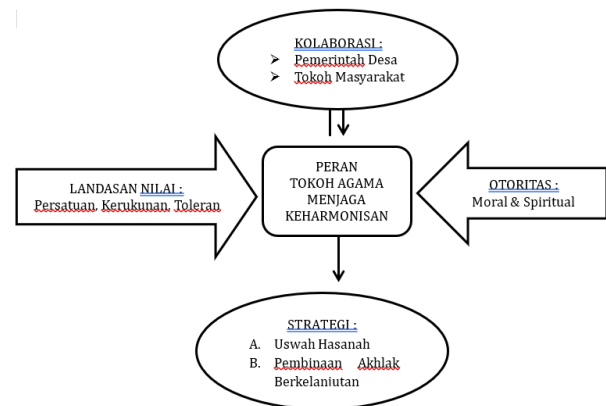 KOLABORASI :
➢ Pemerintah Desa
➢ Tokoh Masyarakat
LANDASAN NILAI :
Persatuan, Kerukunan, Toleran
PERAN
TOKOH AGAMA
MENJAGA
KEHARMONISAN
OTORITAS :
Moral & Spiritual
STRATEGI :
A. Uswah Hasanah
B. Pembinaan Akhlak
Berkelanjutan